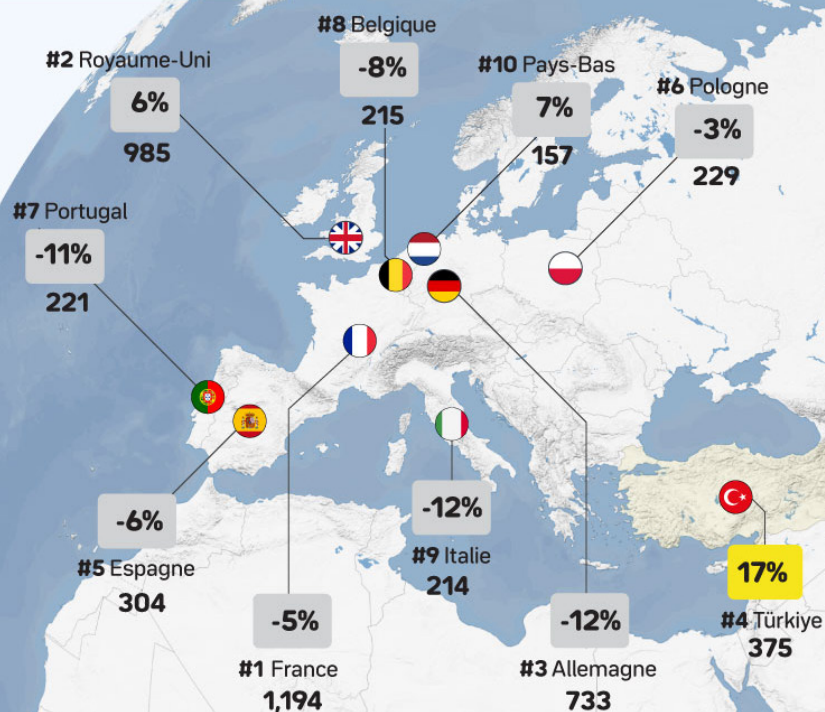 #8 Belgique
-8%
215
#2 Royaume-Uni
6%
985
#10 Pays-Bas
7%
157
#6 Pologne
-3%
229
#7 Portugal
-11%
221
-6%
#5 Espagne
304
-12%
#9 Italie
214
17%
#4 Türkiye
375
-5%
#1 France
1,194
-12%
#3 Allemagne
733